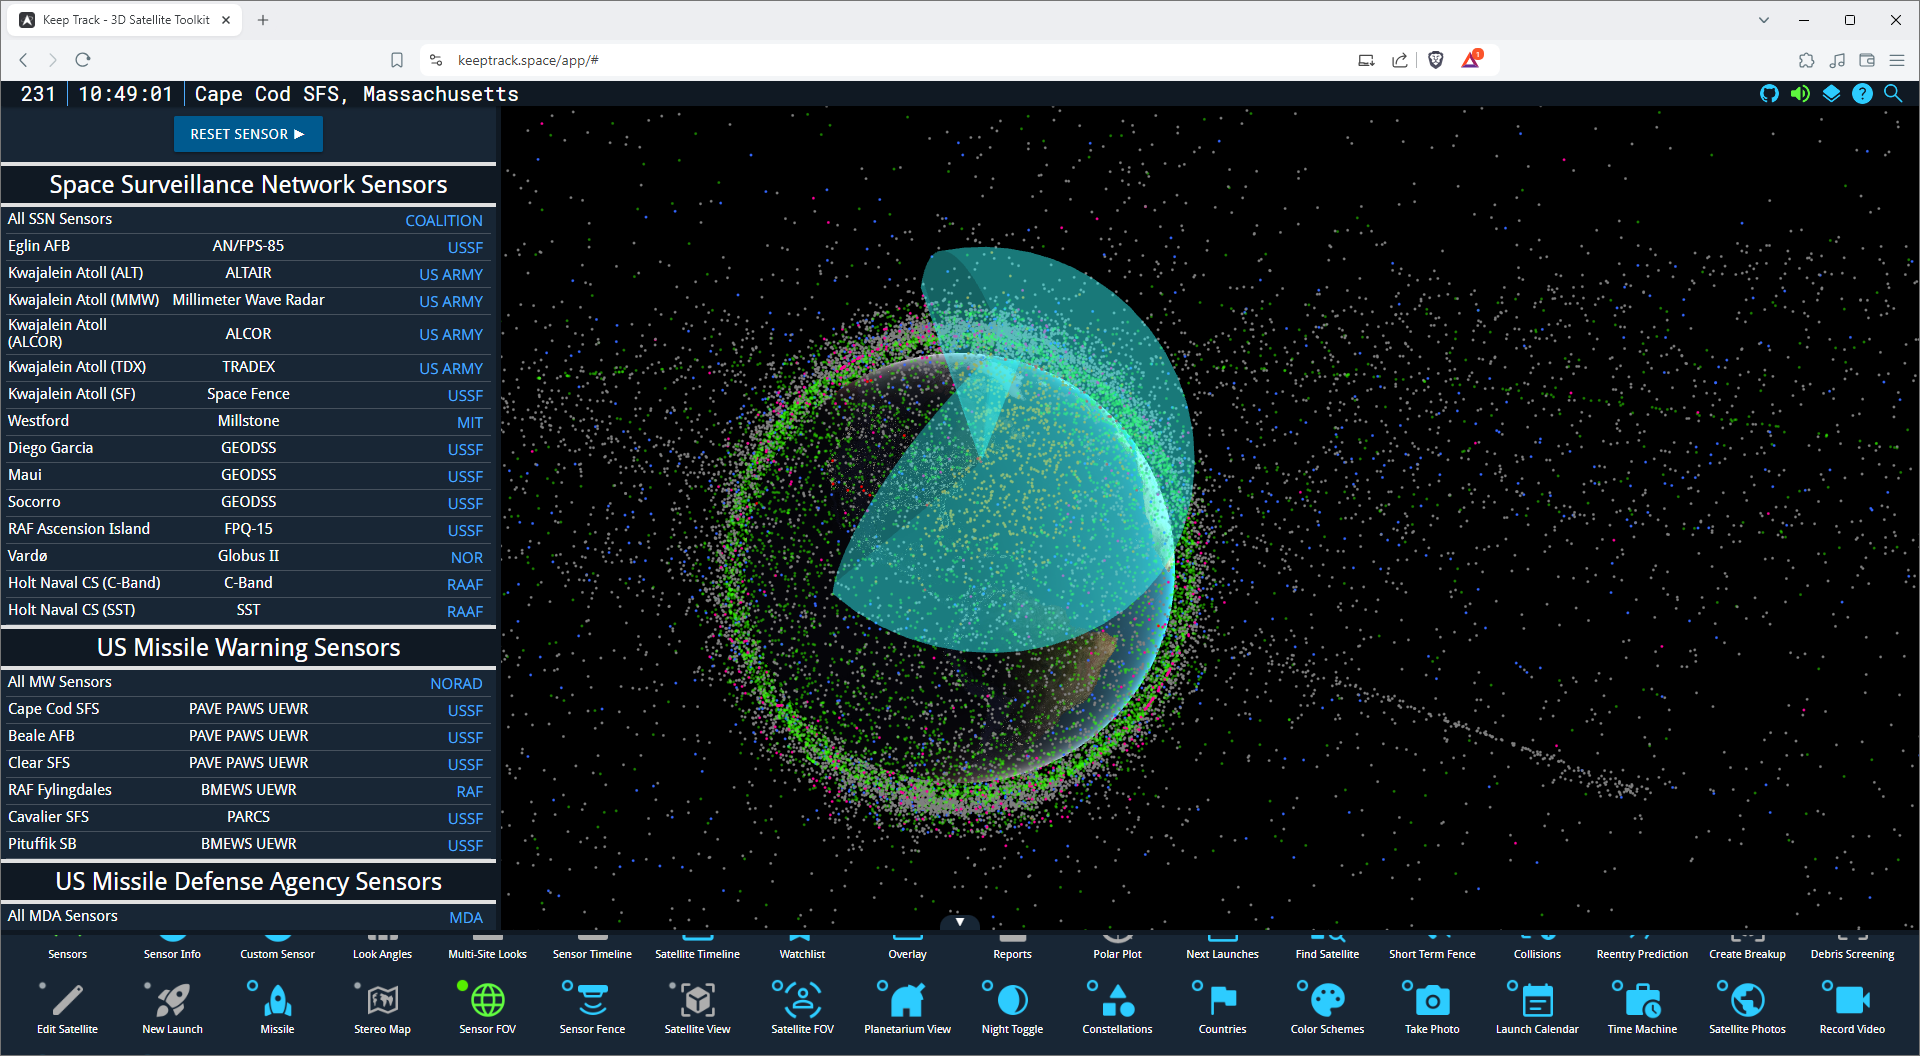 Keep Track - 3D Satellite Toolkit
keeptrack.space/app/#
1
231 10:49:01 Cape Cod SFS, Massachusetts
RESET SENSOR ►
Space Surveillance Network Sensors
All SSN Sensors COALITION
Eglin AFB AN/FPS-85 USSF
Kwajalein Atoll (ALT) ALTAIR US ARMY
Kwajalein Atoll (MMW) Millimeter Wave Radar US ARMY
Kwajalein Atoll
(ALCOR) ALCOR US ARMY
Kwajalein Atoll (TDX) TRADEX US ARMY
Kwajalein Atoll (SF) Space Fence USSF
Westford Millstone MIT
Diego Garcia GEODSS USSF
Maui GEODSS USSF
Socorro GEODSS USSF
RAF Ascension Island FPQ-15 USSF
Vardø Globus II NOR
Holt Naval CS (C-Band) C-Band RAAF
Holt Naval CS (SST) SST RAAF
US Missile Warning Sensors
All MW Sensors NORAD
Cape Cod SFS PAVE PAWS UEWR USSF
Beale AFB PAVE PAWS UEWR USSF
Clear SFS PAVE PAWS UEWR USSF
RAF Fylingdales BMEWS UEWR RAF
Cavalier SFS PARCS USSF
Pituffik SB BMEWS UEWR USSF
US Missile Defense Agency Sensors
All MDA Sensors MDA
Sensors Sensor Info Custom Sensor Look Angles Multi-Site Looks Sensor Timeline Satellite Timeline Watchlist Overlay Reports Polar Plot Next Launches Find Satellite Short Term Fence Collisions Reentry Prediction Create Breakup Debris Screening
Edit Satellite New Launch Missile Stereo Map Sensor FOV Sensor Fence Satellite View Satellite FOV Planetarium View Night Toggle Constellations Countries Color Schemes Take Photo Launch Calendar Time Machine Satellite Photos Record Video